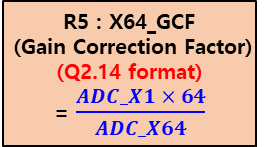 R5 : X64_GCF
(Gain Correction Factor)
(Q2.14 format)
= ADC_X1 × 64
ADC_X64